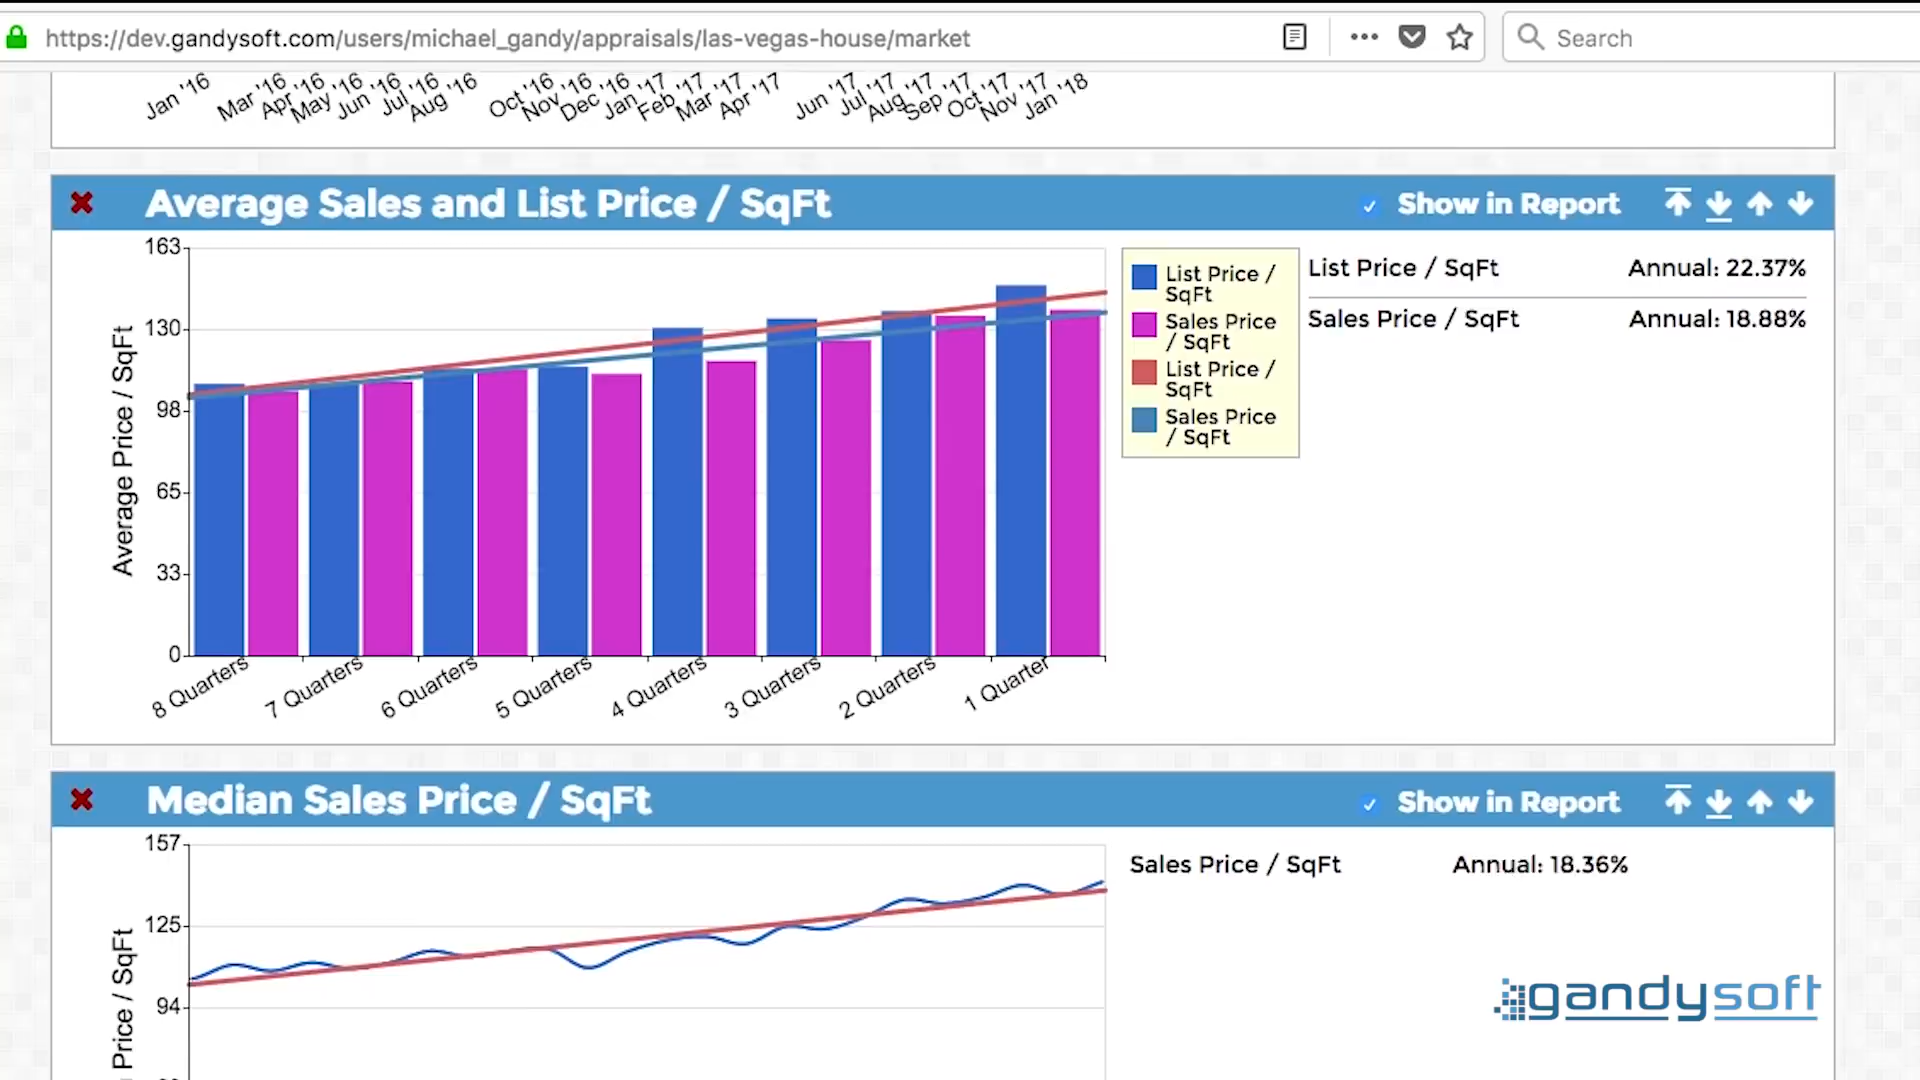 https://dev.gandysoft.com/users/michael_gandy/appraisals/las-vegas-house/market
Search
Jan '16 Mar '16 Apr '16 May '16 Jun '16 Jul '16 Aug '16 Oct '16 Nov '16 Dec '16 Jan '17 Feb '17 Mar '17 Apr '17 Jun '17 Jul '17 Aug '17 Sep '17 Oct '17 Nov '17 Jan '18
Average Sales and List Price / SqFt
Show in Report
163
130
98
65
33
0
Average Price / SqFt
8 Quarters 7 Quarters 6 Quarters 5 Quarters 4 Quarters 3 Quarters 2 Quarters 1 Quarter
List Price /
SqFt
Sales Price
/ SqFt
List Price /
SqFt
Sales Price
/ SqFt
List Price / SqFt Annual: 22.37%
Sales Price / SqFt Annual: 18.88%
Median Sales Price / SqFt
Show in Report
157
125
94
Price / SqFt
Sales Price / SqFt Annual: 18.36%
gandysoft